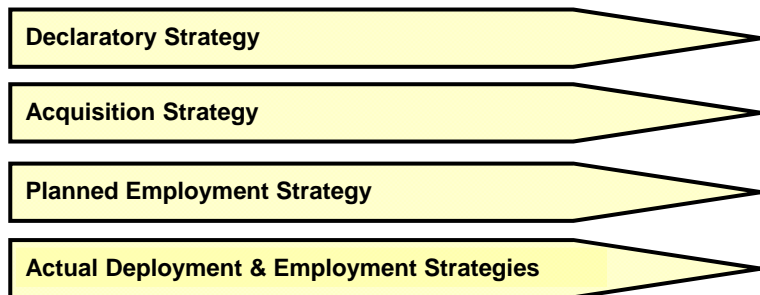 Declaratory Strategy
Acquisition Strategy
Planned Employment Strategy
Actual Deployment & Employment Strategies